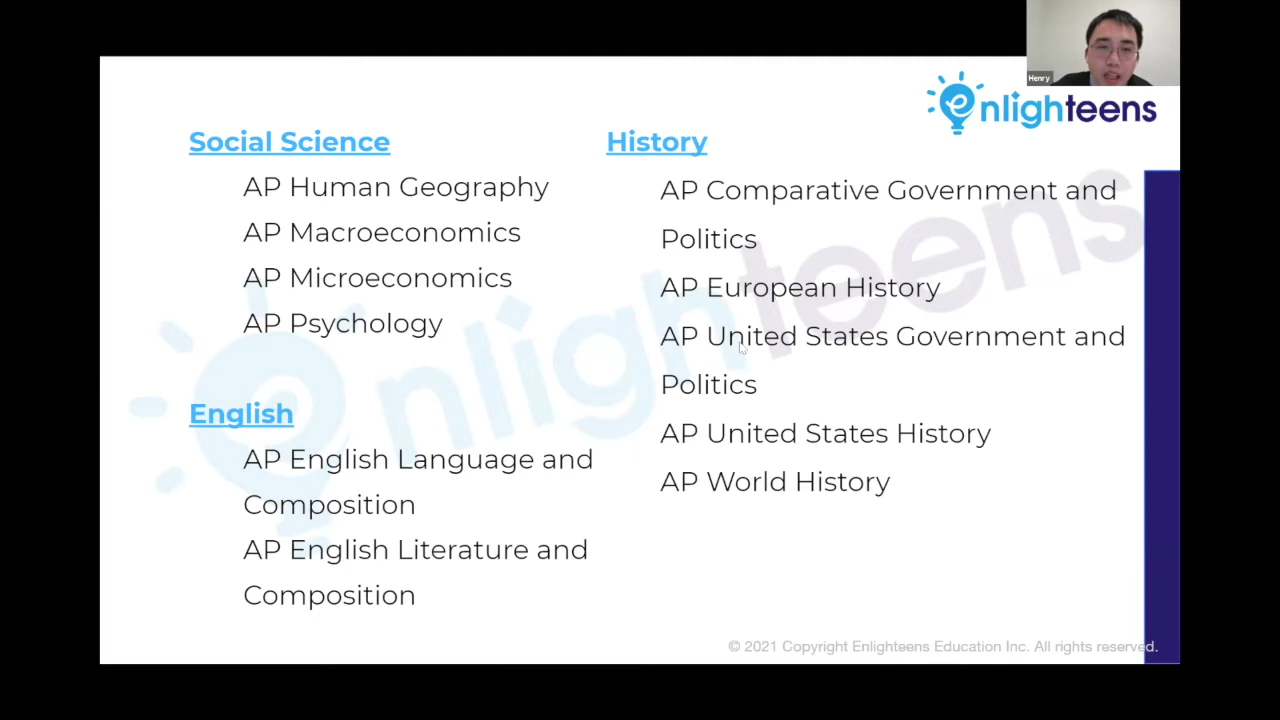 Henry
enlighteens
Social Science
AP Human Geography
AP Macroeconomics
AP Microeconomics
AP Psychology
English
AP English Language and
Composition
AP English Literature and
Composition
History
AP Comparative Government and
Politics
AP European History
AP United States Government and
Politics
AP United States History
AP World History
enlighteens
© 2021 Copyright Enlighteens Education Inc. All rights reserved.